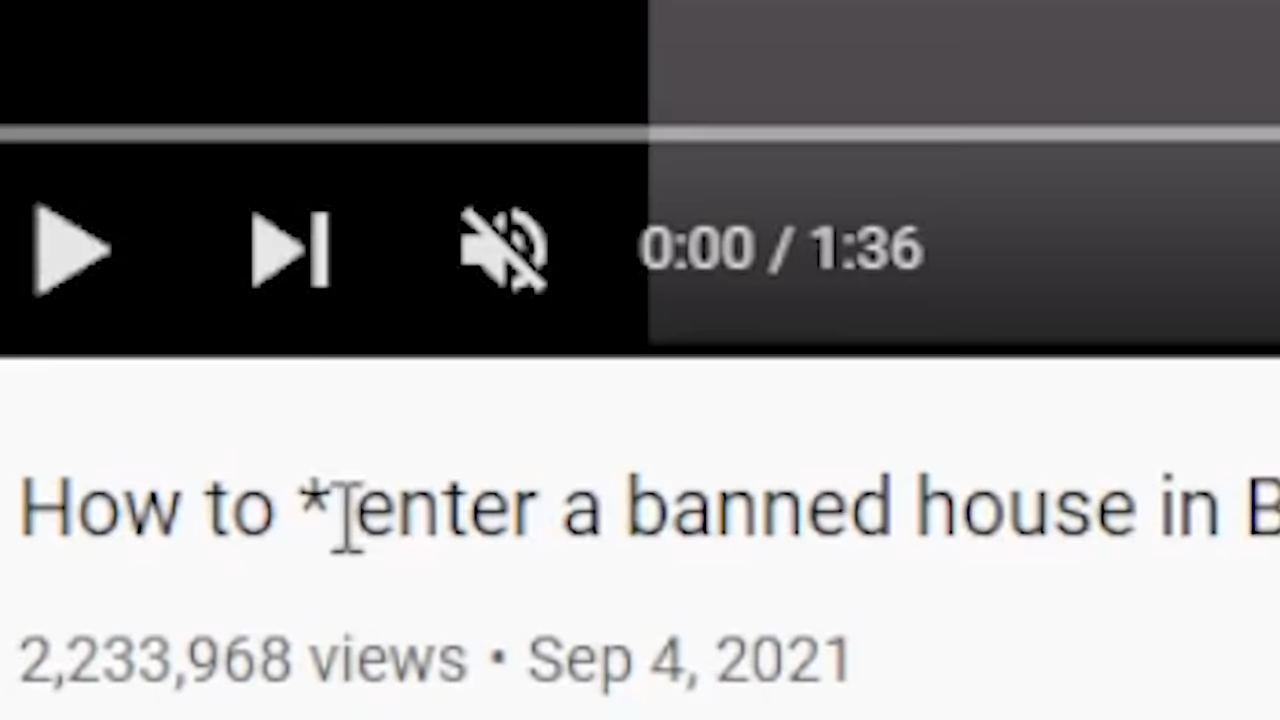 0:00 / 1:36
How to *enter a banned house in B
2,233,968 views • Sep 4, 2021